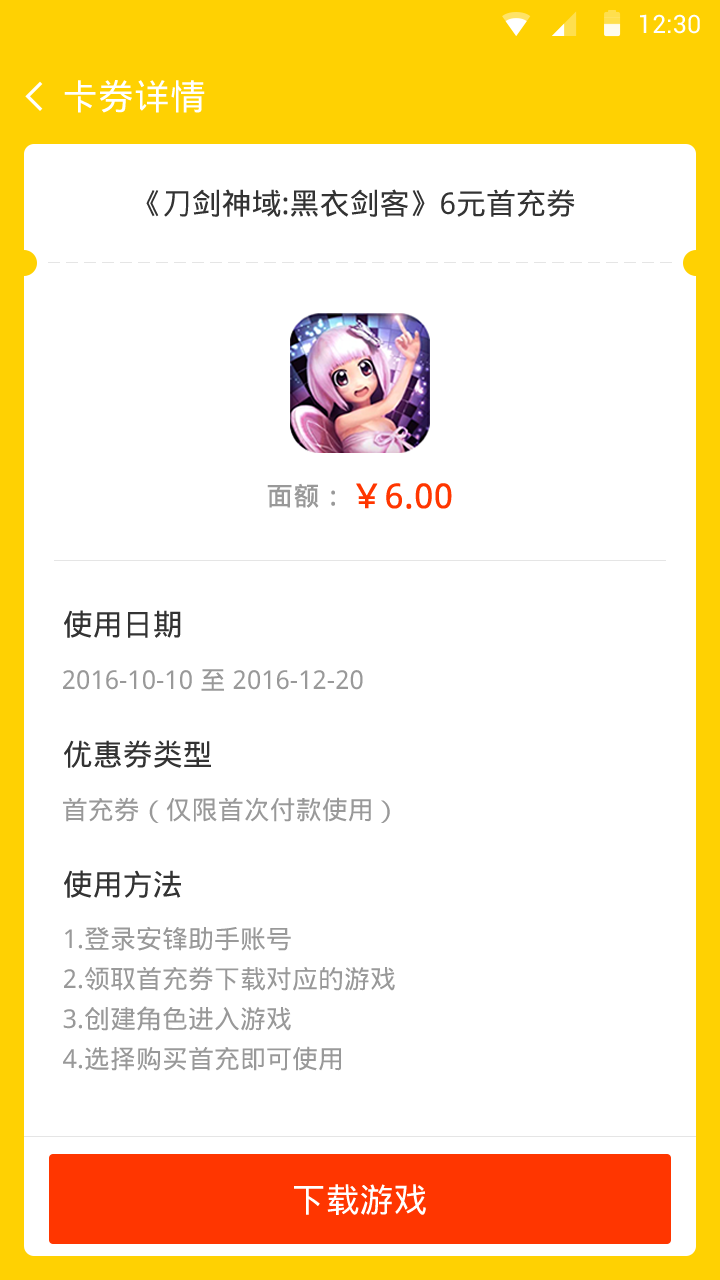 12:30
卡券详情
《刀剑神域:黑衣剑客》6元首充券
面额：￥6.00
使用日期
2016-10-10 至 2016-12-20
优惠券类型
首充券（仅限首次付款使用）
使用方法
1.登录安锋助手账号
2.领取首充券下载对应的游戏
3.创建角色进入游戏
4.选择购买首充即可使用
下载游戏